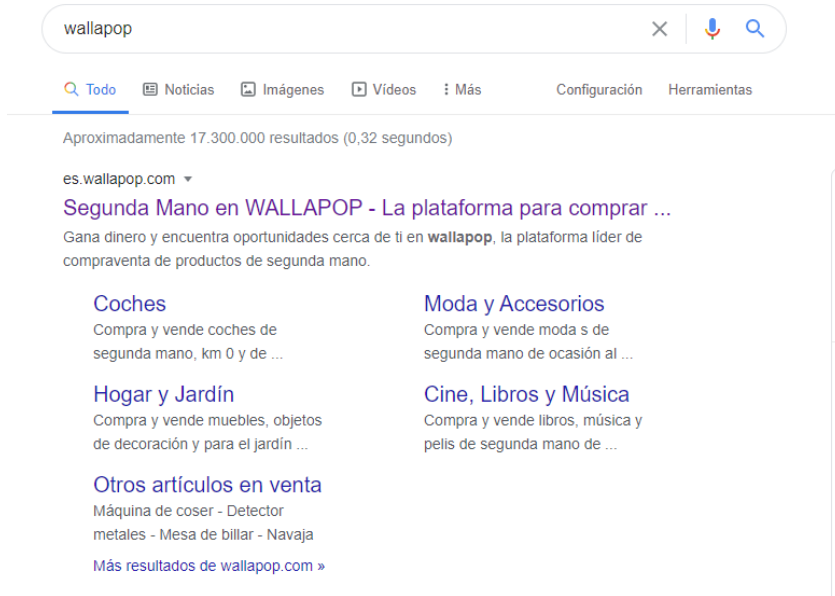 wallapop
Todo Noticias Imágenes Vídeos Más Configuración Herramientas
Aproximadamente 17.300.000 resultados (0,32 segundos)
es.wallapop.com
Segunda Mano en WALLAPOP - La plataforma para comprar ...
Gana dinero y encuentra oportunidades cerca de ti en wallapop, la plataforma líder de
compraventa de productos de segunda mano.
Coches
Compra y vende coches de
segunda mano, km 0 y de ...
Moda y Accesorios
Compra y vende moda s de
segunda mano de ocasión al ...
Hogar y Jardín
Compra y vende muebles, objetos
de decoración y para el jardín ...
Cine, Libros y Música
Compra y vende libros, música y
pelis de segunda mano de ...
Otros artículos en venta
Máquina de coser - Detector
metales - Mesa de billar - Navaja
Más resultados de wallapop.com »